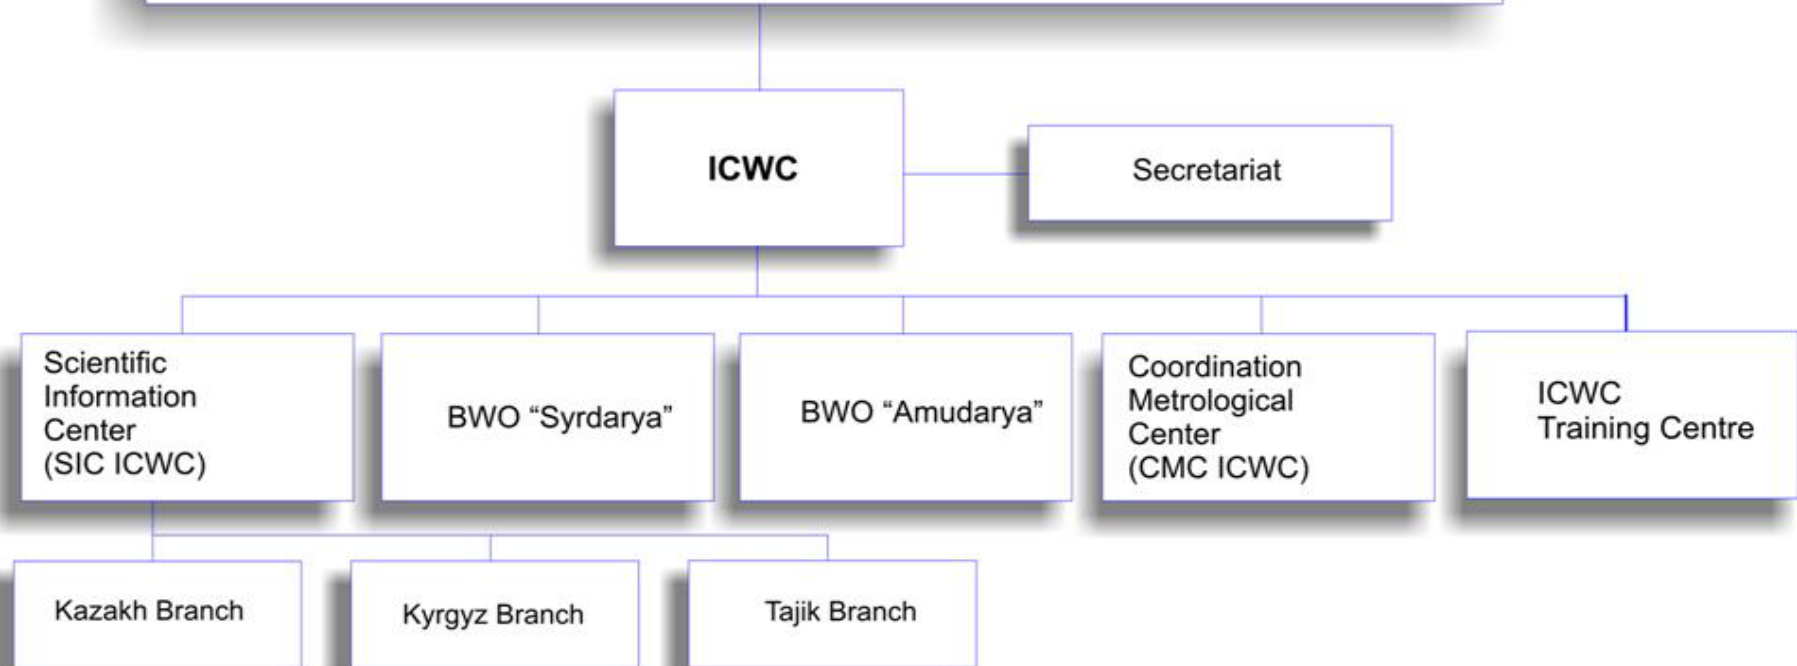 ICWC
Secretariat
Scientific
Information
Center
(SIC ICWC)
BWO “Syrdarya”
BWO “Amudarya”
Coordination
Metrological
Center
(CMC ICWC)
ICWC
Training Centre
Kazakh Branch
Kyrgyz Branch
Tajik Branch